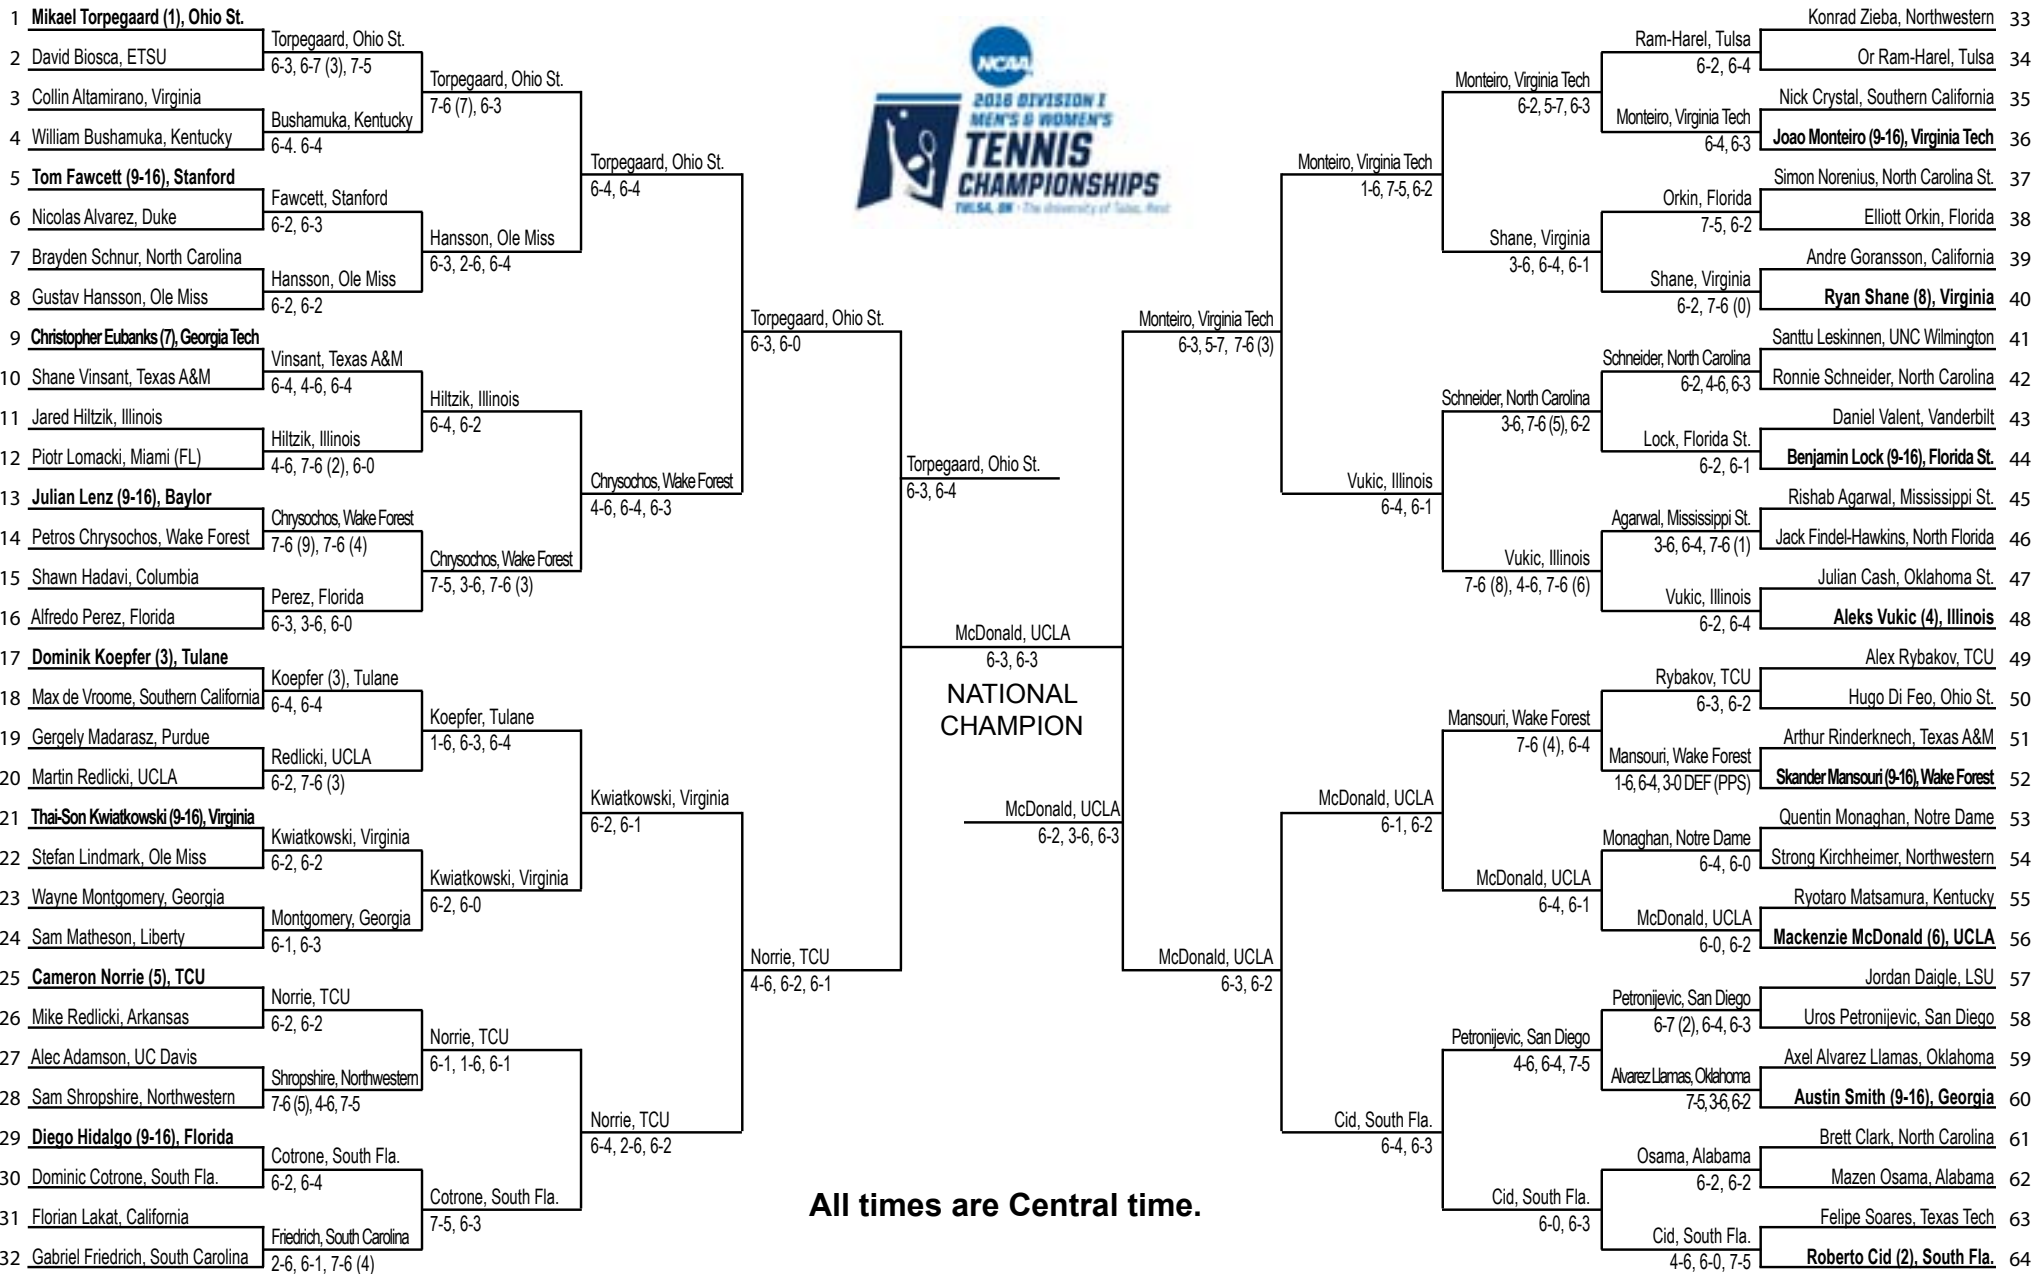 1 Mikael Torpegaard (1), Ohio St.
2 David Biosca, ETSU
3 Collin Altamirano, Virginia
4 William Bushamuka, Kentucky
5 Tom Fawcett (9-16), Stanford
6 Nicolas Alvarez, Duke
7 Brayden Schnur, North Carolina
8 Gustav Hansson, Ole Miss
9 Christopher Eubanks (7), Georgia Tech
10 Shane Vinsant, Texas A&M
11 Jared Hiltzik, Illinois
12 Piotr Lomacki, Miami (FL)
13 Julian Lenz (9-16), Baylor
14 Petros Chrysochos, Wake Forest
15 Shawn Hadavi, Columbia
16 Alfredo Perez, Florida
17 Dominik Koepfer (3), Tulane
18 Max de Vroome, Southern California
19 Gergely Madarasz, Purdue
20 Martin Redlicki, UCLA
21 Thai-Son Kwiatkowski (9-16), Virginia
22 Stefan Lindmark, Ole Miss
23 Wayne Montgomery, Georgia
24 Sam Matheson, Liberty
25 Cameron Norrie (5), TCU
26 Mike Redlicki, Arkansas
27 Alec Adamson, UC Davis
28 Sam Shropshire, Northwestern
29 Diego Hidalgo (9-16), Florida
30 Dominic Cotrone, South Fla.
31 Florian Lakat, California
32 Gabriel Friedrich, South Carolina
Torpegaard, Ohio St.
6-3, 6-7 (3), 7-5
Bushamuka, Kentucky
6-4. 6-4
Fawcett, Stanford
6-2, 6-3
Hansson, Ole Miss
6-2, 6-2
Vinsant, Texas A&M
6-4, 4-6, 6-4
Hiltzik, Illinois
4-6, 7-6 (2), 6-0
Chrysochos, Wake Forest
7-6 (9), 7-6 (4)
Perez, Florida
6-3, 3-6, 6-0
Koepfer (3), Tulane
6-4, 6-4
Redlicki, UCLA
6-2, 7-6 (3)
Kwiatkowski, Virginia
6-2, 6-2
Montgomery, Georgia
6-1, 6-3
Norrie, TCU
6-2, 6-2
Shropshire, Northwestern
7-6 (5), 4-6, 7-5
Cotrone, South Fla.
6-2, 6-4
Friedrich, South Carolina
2-6, 6-1, 7-6 (4)
Torpegaard, Ohio St.
7-6 (7), 6-3
Hansson, Ole Miss
6-3, 2-6, 6-4
Hiltzik, Illinois
6-4, 6-2
Chrysochos, Wake Forest
7-5, 3-6, 7-6 (3)
Koepfer, Tulane
1-6, 6-3, 6-4
Kwiatkowski, Virginia
6-2, 6-0
Norrie, TCU
6-1, 1-6, 6-1
Cotrone, South Fla.
7-5, 6-3
Torpegaard, Ohio St.
6-4, 6-4
Chrysochos, Wake Forest
4-6, 6-4, 6-3
Kwiatkowski, Virginia
6-2, 6-1
Norrie, TCU
6-4, 2-6, 6-2
Torpegaard, Ohio St.
6-3, 6-0
Norrie, TCU
4-6, 6-2, 6-1
Torpegaard, Ohio St.
6-3, 6-4
NCAA
2016 DIVISION I
MEN'S & WOMEN'S
TENNIS
CHAMPIONSHIPS
TULSA, OK - The University of Tulsa, Host
McDonald, UCLA
6-3, 6-3
NATIONAL
CHAMPION
McDonald, UCLA
6-2, 3-6, 6-3
All times are Central time.
Monteiro, Virginia Tech
6-3, 5-7, 7-6 (3)
McDonald, UCLA
6-3, 6-2
Monteiro, Virginia Tech
1-6, 7-5, 6-2
Vukic, Illinois
6-4, 6-1
McDonald, UCLA
6-1, 6-2
Cid, South Fla.
6-4, 6-3
Monteiro, Virginia Tech
6-2, 5-7, 6-3
Shane, Virginia
3-6, 6-4, 6-1
Schneider, North Carolina
3-6, 7-6 (5), 6-2
Vukic, Illinois
7-6 (8), 4-6, 7-6 (6)
Mansouri, Wake Forest
7-6 (4), 6-4
McDonald, UCLA
6-4, 6-1
Petronijevic, San Diego
4-6, 6-4, 7-5
Cid, South Fla.
6-0, 6-3
Ram-Harel, Tulsa
6-2, 6-4
Monteiro, Virginia Tech
6-4, 6-3
Orkin, Florida
7-5, 6-2
Shane, Virginia
6-2, 7-6 (0)
Schneider, North Carolina
6-2, 4-6, 6-3
Lock, Florida St.
6-2, 6-1
Agarwal, Mississippi St.
3-6, 6-4, 7-6 (1)
Vukic, Illinois
6-2, 6-4
Rybakov, TCU
6-3, 6-2
Mansouri, Wake Forest
1-6, 6-4, 3-0 DEF (PPS)
Monaghan, Notre Dame
6-4, 6-0
McDonald, UCLA
6-0, 6-2
Petronijevic, San Diego
6-7 (2), 6-4, 6-3
Alvarez Llamas, Oklahoma
7-5, 3-6, 6-2
Osama, Alabama
6-2, 6-2
Cid, South Fla.
4-6, 6-0, 7-5
Konrad Zieba, Northwestern 33
Or Ram-Harel, Tulsa 34
Nick Crystal, Southern California 35
Joao Monteiro (9-16), Virginia Tech 36
Simon Norenius, North Carolina St. 37
Elliott Orkin, Florida 38
Andre Goransson, California 39
Ryan Shane (8), Virginia 40
Santtu Leskinnen, UNC Wilmington 41
Ronnie Schneider, North Carolina 42
Daniel Valent, Vanderbilt 43
Benjamin Lock (9-16), Florida St. 44
Rishab Agarwal, Mississippi St. 45
Jack Findel-Hawkins, North Florida 46
Julian Cash, Oklahoma St. 47
Aleks Vukic (4), Illinois 48
Alex Rybakov, TCU 49
Hugo Di Feo, Ohio St. 50
Arthur Rinderknech, Texas A&M 51
Skander Mansouri (9-16), Wake Forest 52
Quentin Monaghan, Notre Dame 53
Strong Kirchheimer, Northwestern 54
Ryotaro Matsamura, Kentucky 55
Mackenzie McDonald (6), UCLA 56
Jordan Daigle, LSU 57
Uros Petronijevic, San Diego 58
Axel Alvarez Llamas, Oklahoma 59
Austin Smith (9-16), Georgia 60
Brett Clark, North Carolina 61
Mazen Osama, Alabama 62
Felipe Soares, Texas Tech 63
Roberto Cid (2), South Fla. 64